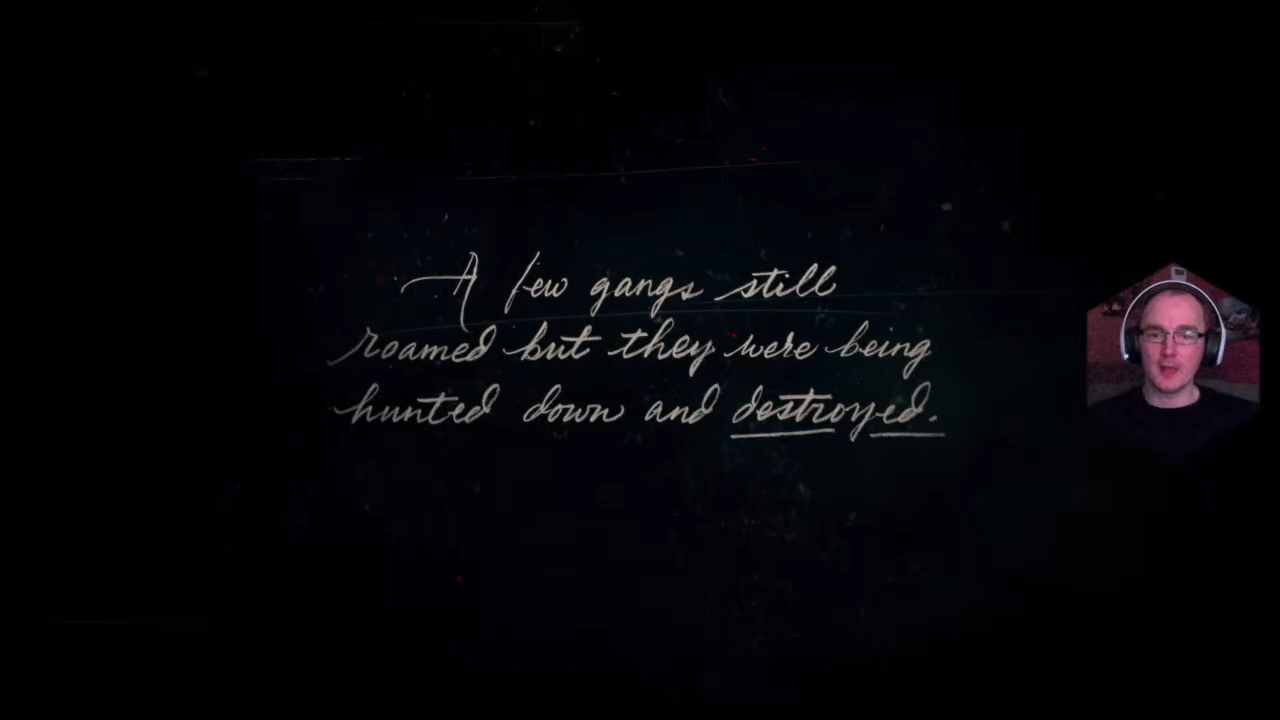 A few gangs still
roamed but they were being
hunted down and destroyed.